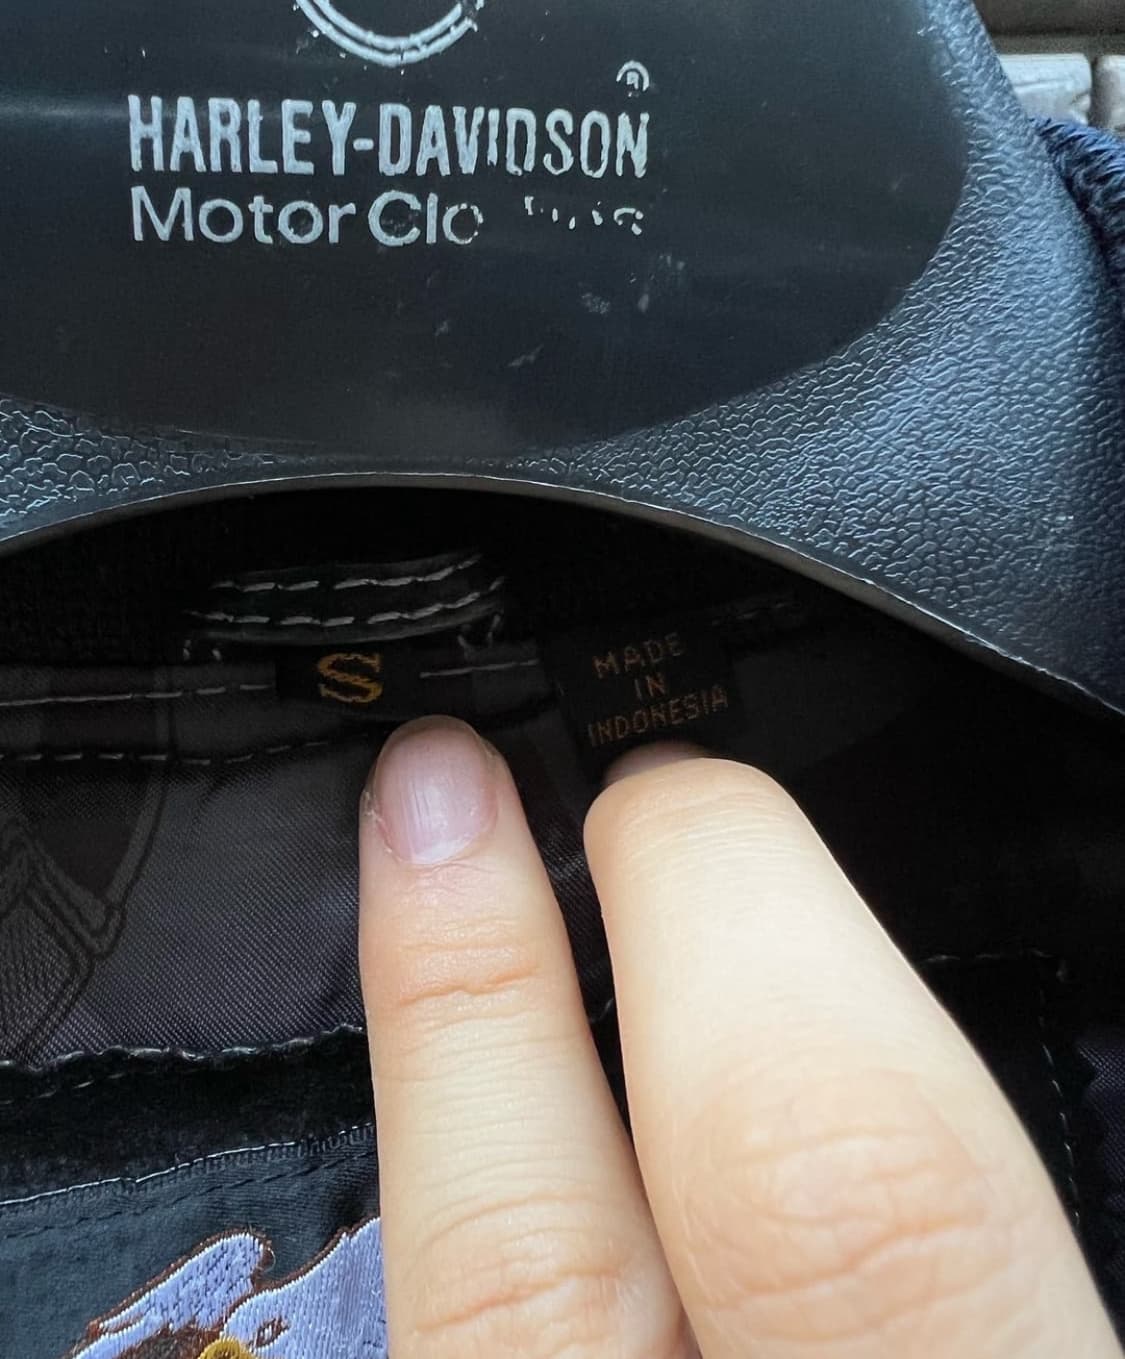 ®
HARLEY-DAVIDSON
Motor Clo
S
MADE
IN
INDONESIA